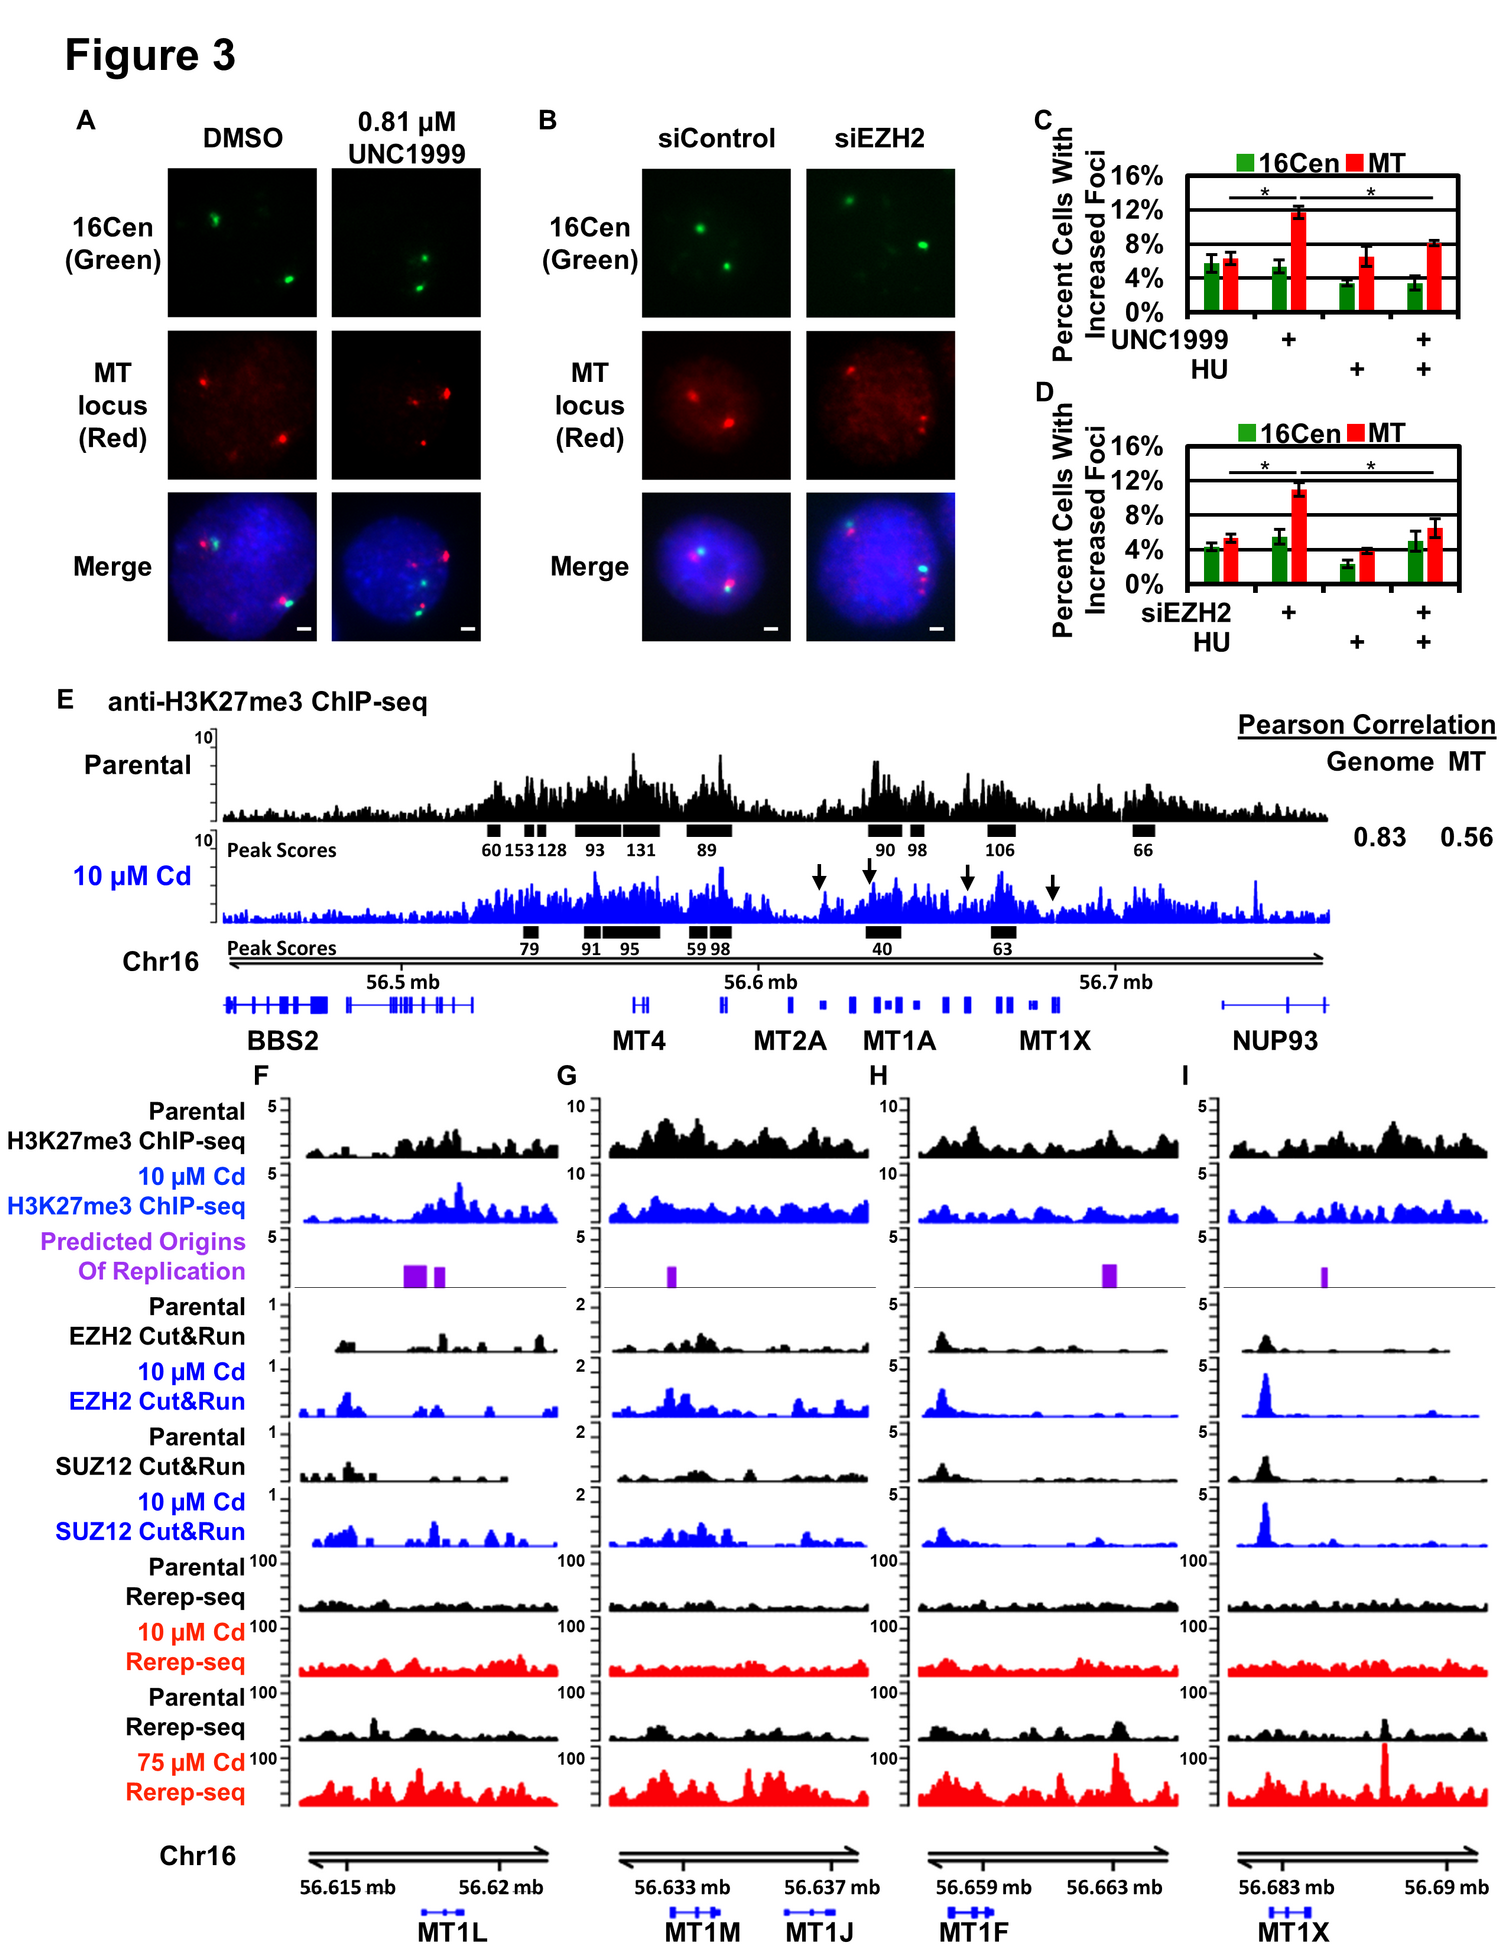 Figure 3
A
DMSO
0.81 µM
UNC1999
16Cen
(Green)
MT
locus
(Red)
Merge
B
siControl
siEZH2
16Cen
(Green)
MT
locus
(Red)
Merge
C
Percent Cells With
Increased Foci
16Cen MT
16%
12%
8%
4%
0%
* *
UNC1999 + +
HU + +
D
Percent Cells With
Increased Foci
16Cen MT
16%
12%
8%
4%
0%
* *
siEZH2 + +
HU + +
E anti-H3K27me3 ChIP-seq
Pearson Correlation
Genome MT
0.83 0.56
Parental
10
Peak Scores 60 153 128 93 131 89 90 98 106 66
10 µM Cd
10
Peak Scores 79 91 95 59 98 40 63
Chr16
56.5 mb 56.6 mb 56.7 mb
BBS2 MT4 MT2A MT1A MT1X NUP93
F G H I
Parental
H3K27me3 ChIP-seq
5 10 10 5
10 µM Cd
H3K27me3 ChIP-seq
5 10 10 5
Predicted Origins
Of Replication
5 5 5 5
Parental
EZH2 Cut&Run
1 2 5 5
10 µM Cd
EZH2 Cut&Run
1 2 5 5
Parental
SUZ12 Cut&Run
1 2 5 5
10 µM Cd
SUZ12 Cut&Run
1 2 5 5
Parental
Rerep-seq
100 100 100 100
10 µM Cd
Rerep-seq
100 100 100 100
Parental
Rerep-seq
100 100 100 100
75 µM Cd
Rerep-seq
100 100 100 100
Chr16
56.615 mb 56.62 mb 56.633 mb 56.637 mb 56.659 mb 56.663 mb 56.683 mb 56.69 mb
MT1L MT1M MT1J MT1F MT1X